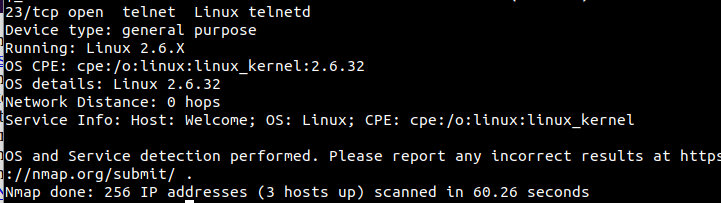 23/tcp open  telnet  Linux telnetd
Device type: general purpose
Running: Linux 2.6.X
OS CPE: cpe:/o:linux:linux_kernel:2.6.32
OS details: Linux 2.6.32
Network Distance: 0 hops
Service Info: Host: Welcome; OS: Linux; CPE: cpe:/o:linux:linux_kernel

OS and Service detection performed. Please report any incorrect results at https
://nmap.org/submit/ .
Nmap done: 256 IP addresses (3 hosts up) scanned in 60.26 seconds